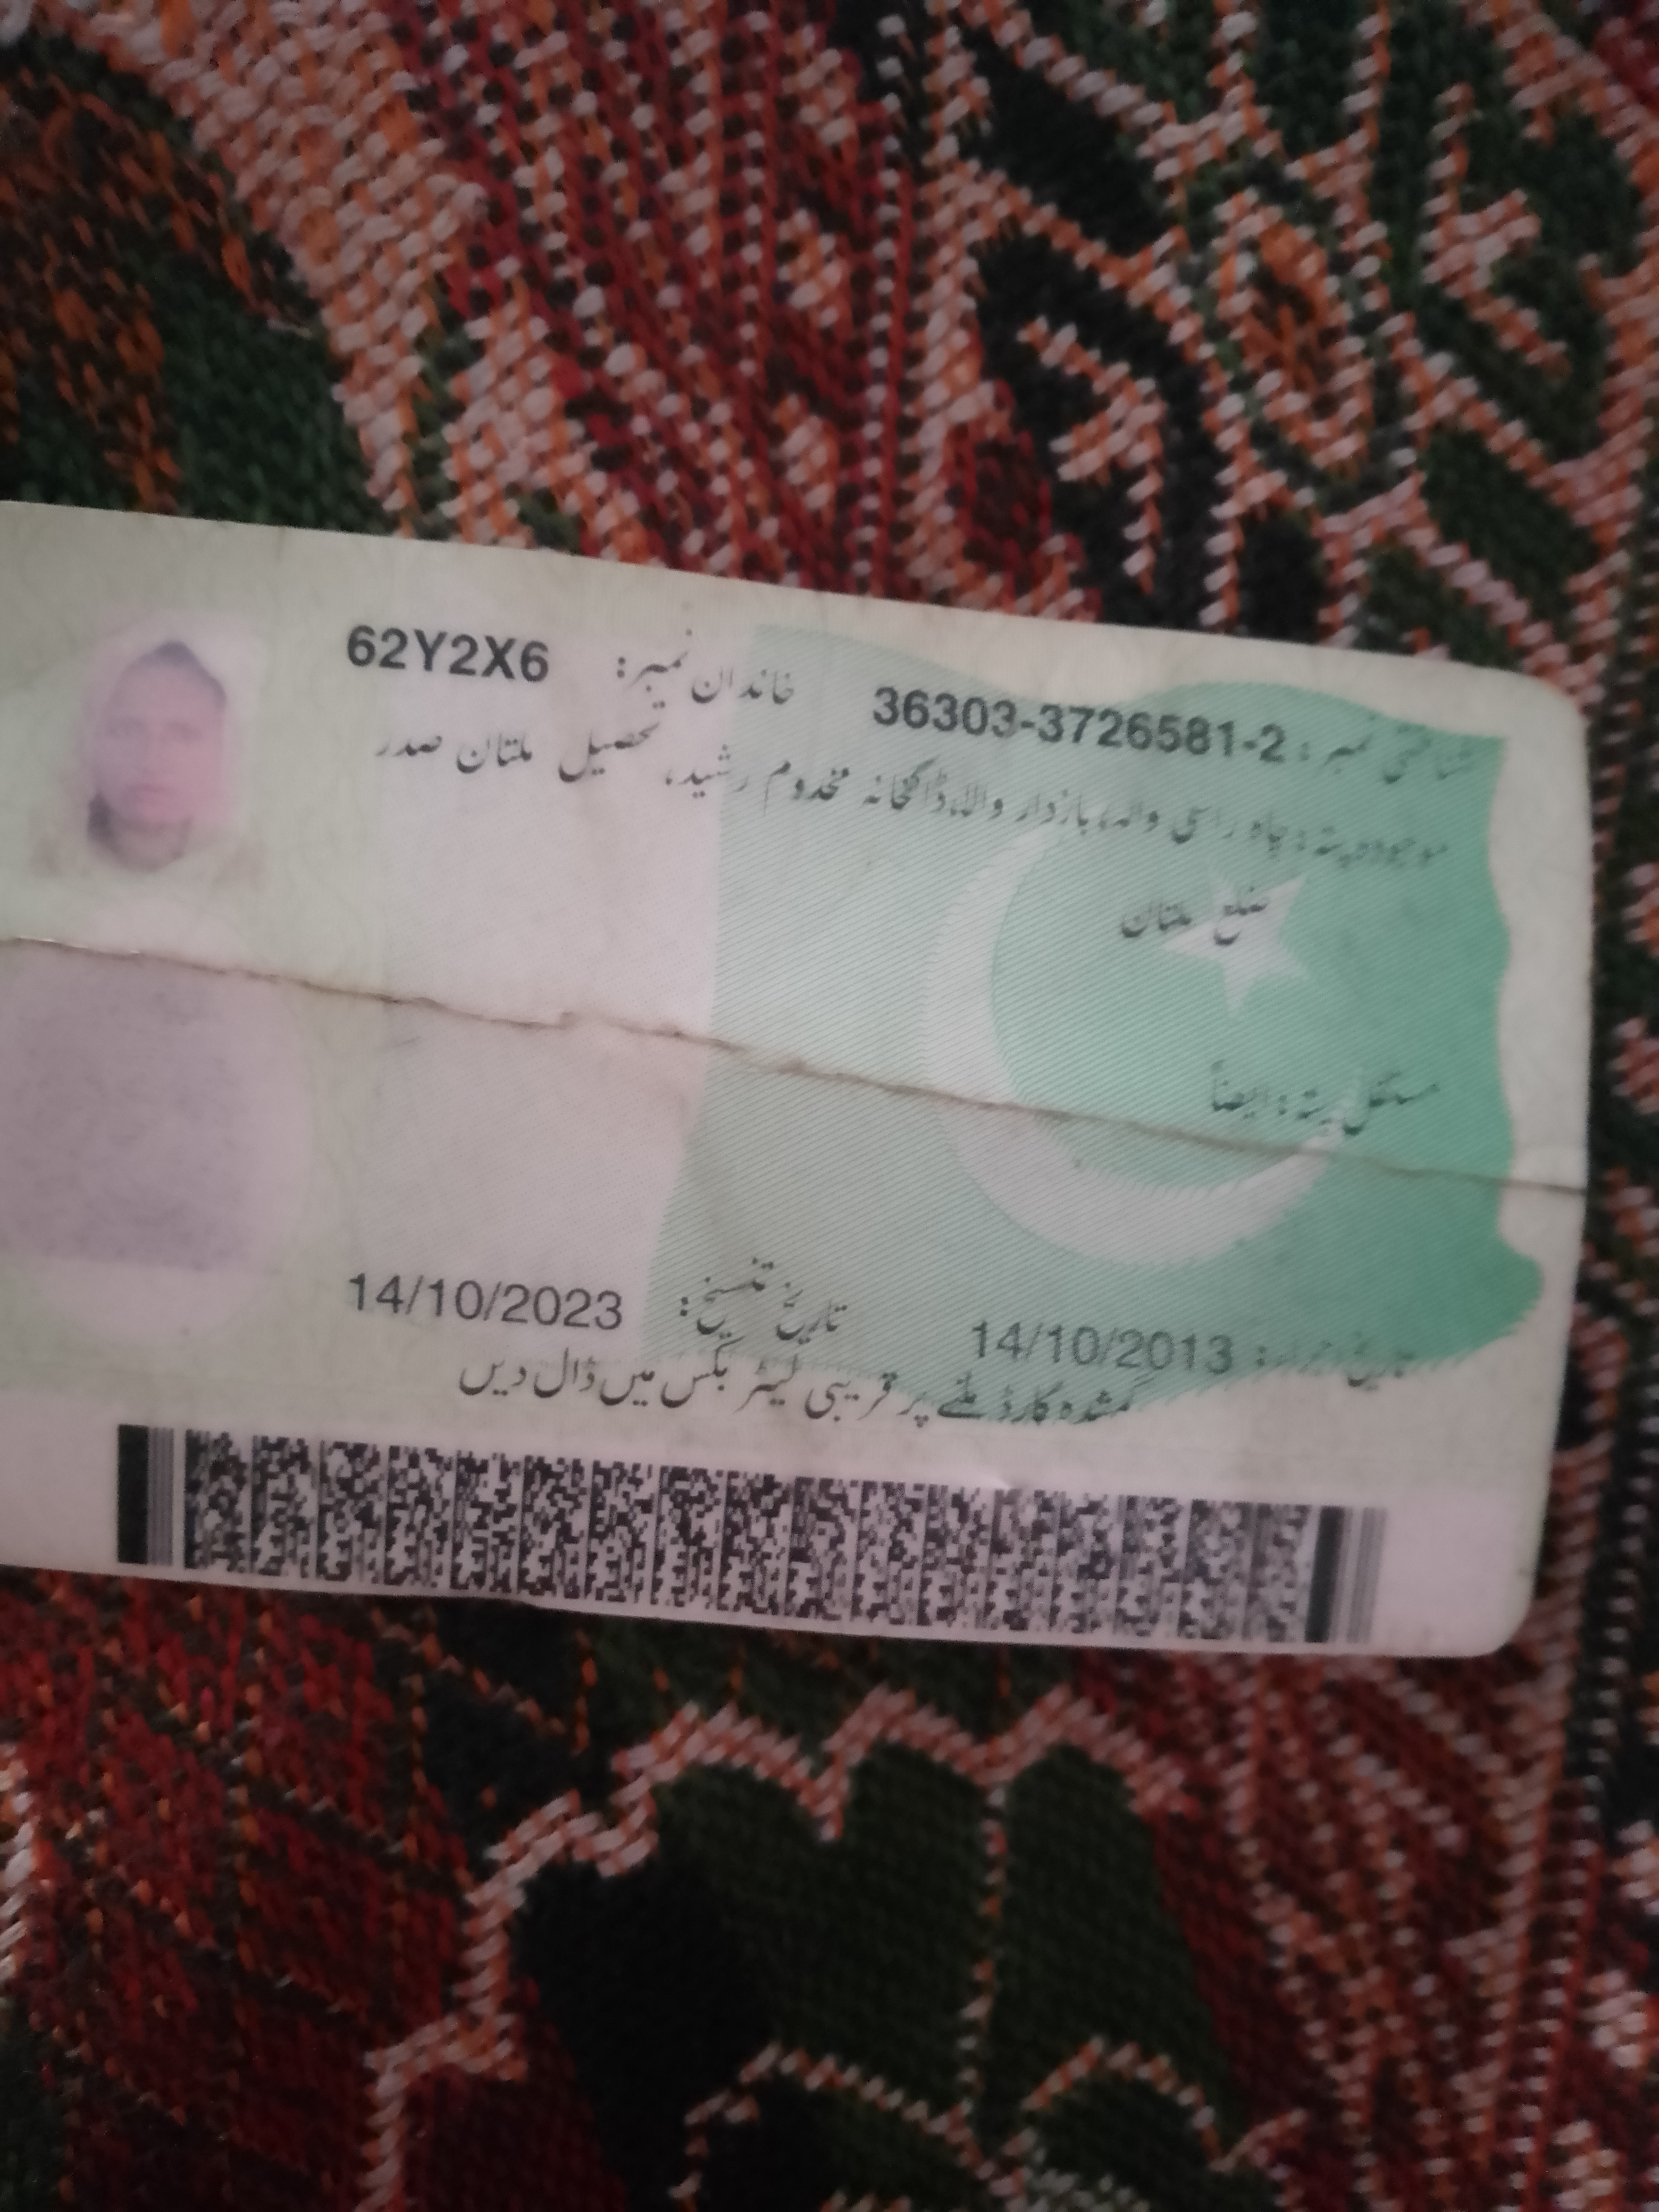 شناختی نمبر: 36303-3726581-2 خاندان نمبر: 62Y2X6
موجودہ پتہ: چاہ راسی والہ، بازدار والا، ڈاکخانہ مخدوم رشید، تحصیل ملتان صدر
ضلع ملتان
مستقل پتہ: ایضاً
تاریخ اجراء: 14/10/2013 تاریخ تنسیخ: 14/10/2023
گمشدہ کارڈ ملنے پر قریبی لیٹر بکس میں ڈال دیں